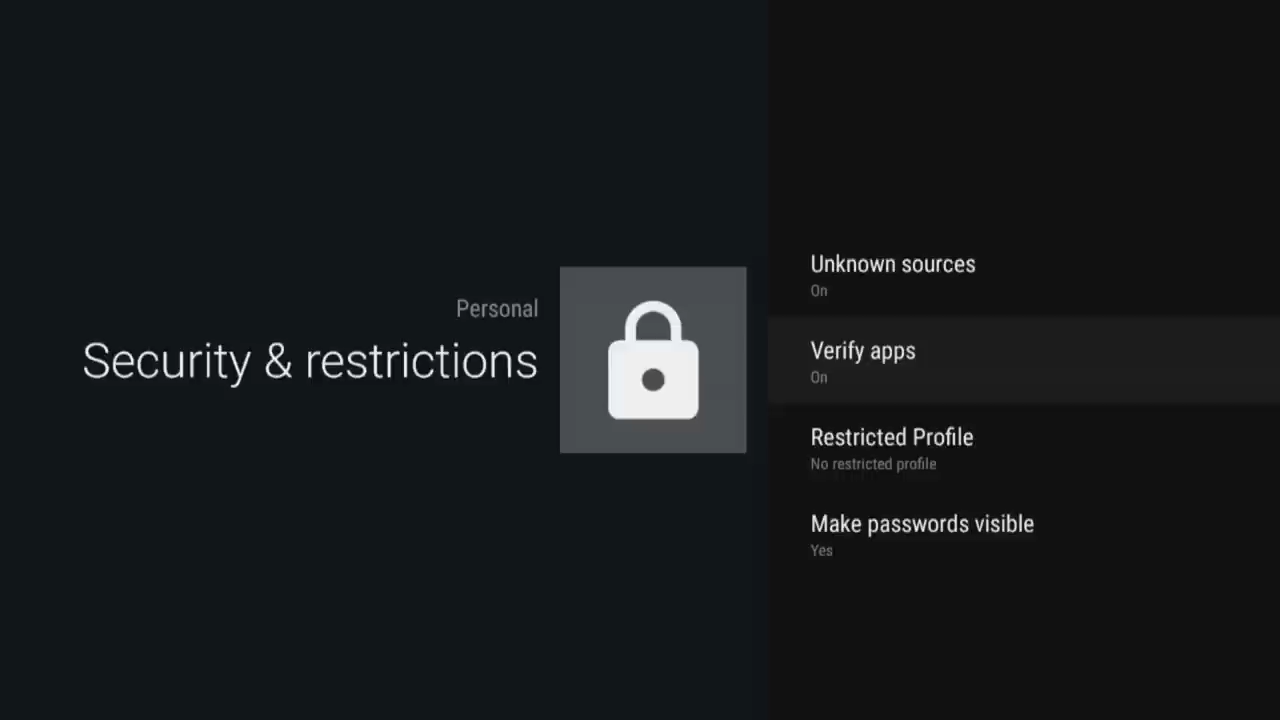 Personal
Security & restrictions
Unknown sources
On
Verify apps
On
Restricted Profile
No restricted profile
Make passwords visible
Yes